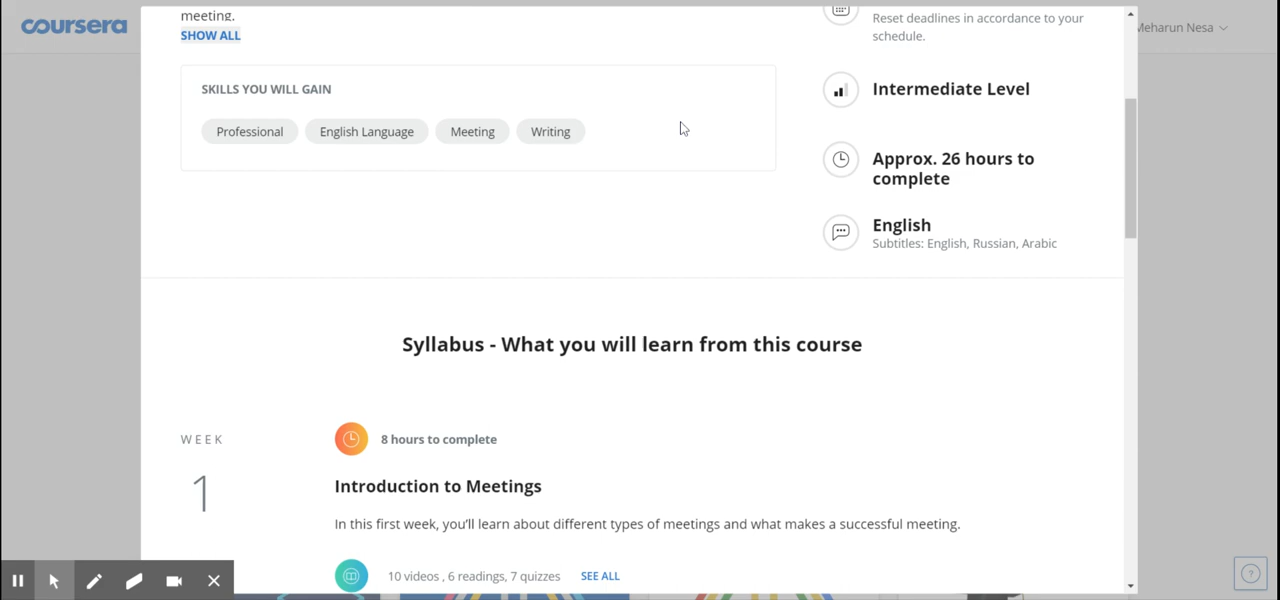 coursera
Meharun Nesa
meeting.
SHOW ALL
Reset deadlines in accordance to your
schedule.
SKILLS YOU WILL GAIN
Professional
English Language
Meeting
Writing
Intermediate Level
Approx. 26 hours to
complete
English
Subtitles: English, Russian, Arabic
Syllabus - What you will learn from this course
WEEK
1
8 hours to complete
Introduction to Meetings
In this first week, you'll learn about different types of meetings and what makes a successful meeting.
10 videos , 6 readings, 7 quizzes
SEE ALL
?